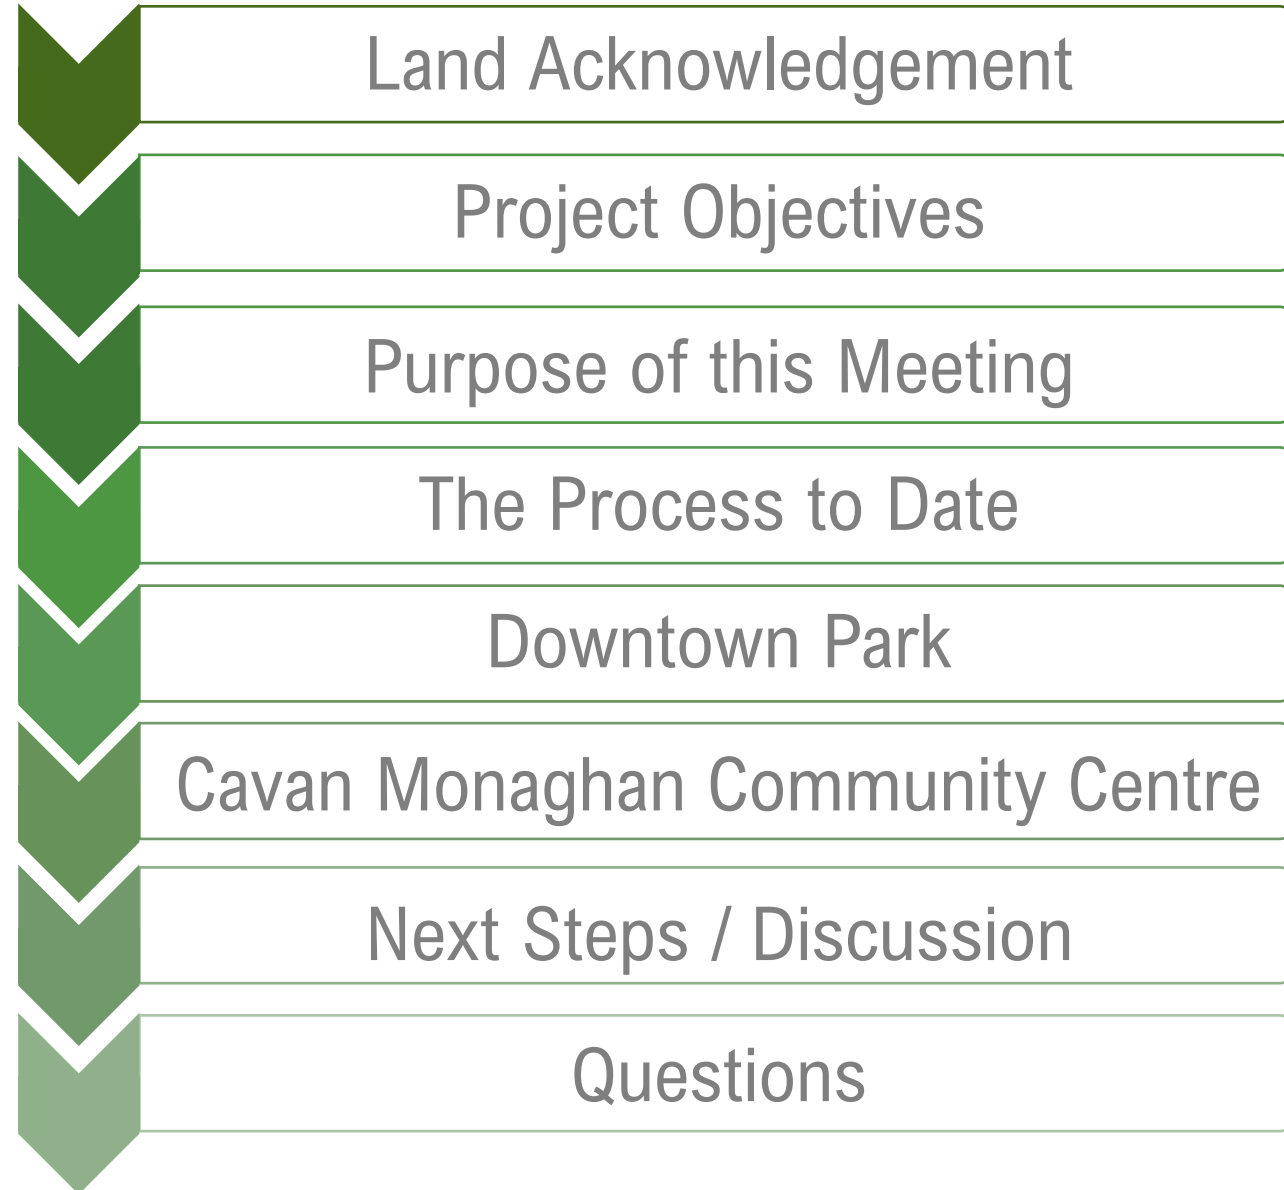 Land Acknowledgement
Project Objectives
Purpose of this Meeting
The Process to Date
Downtown Park
Cavan Monaghan Community Centre
Next Steps / Discussion
Questions